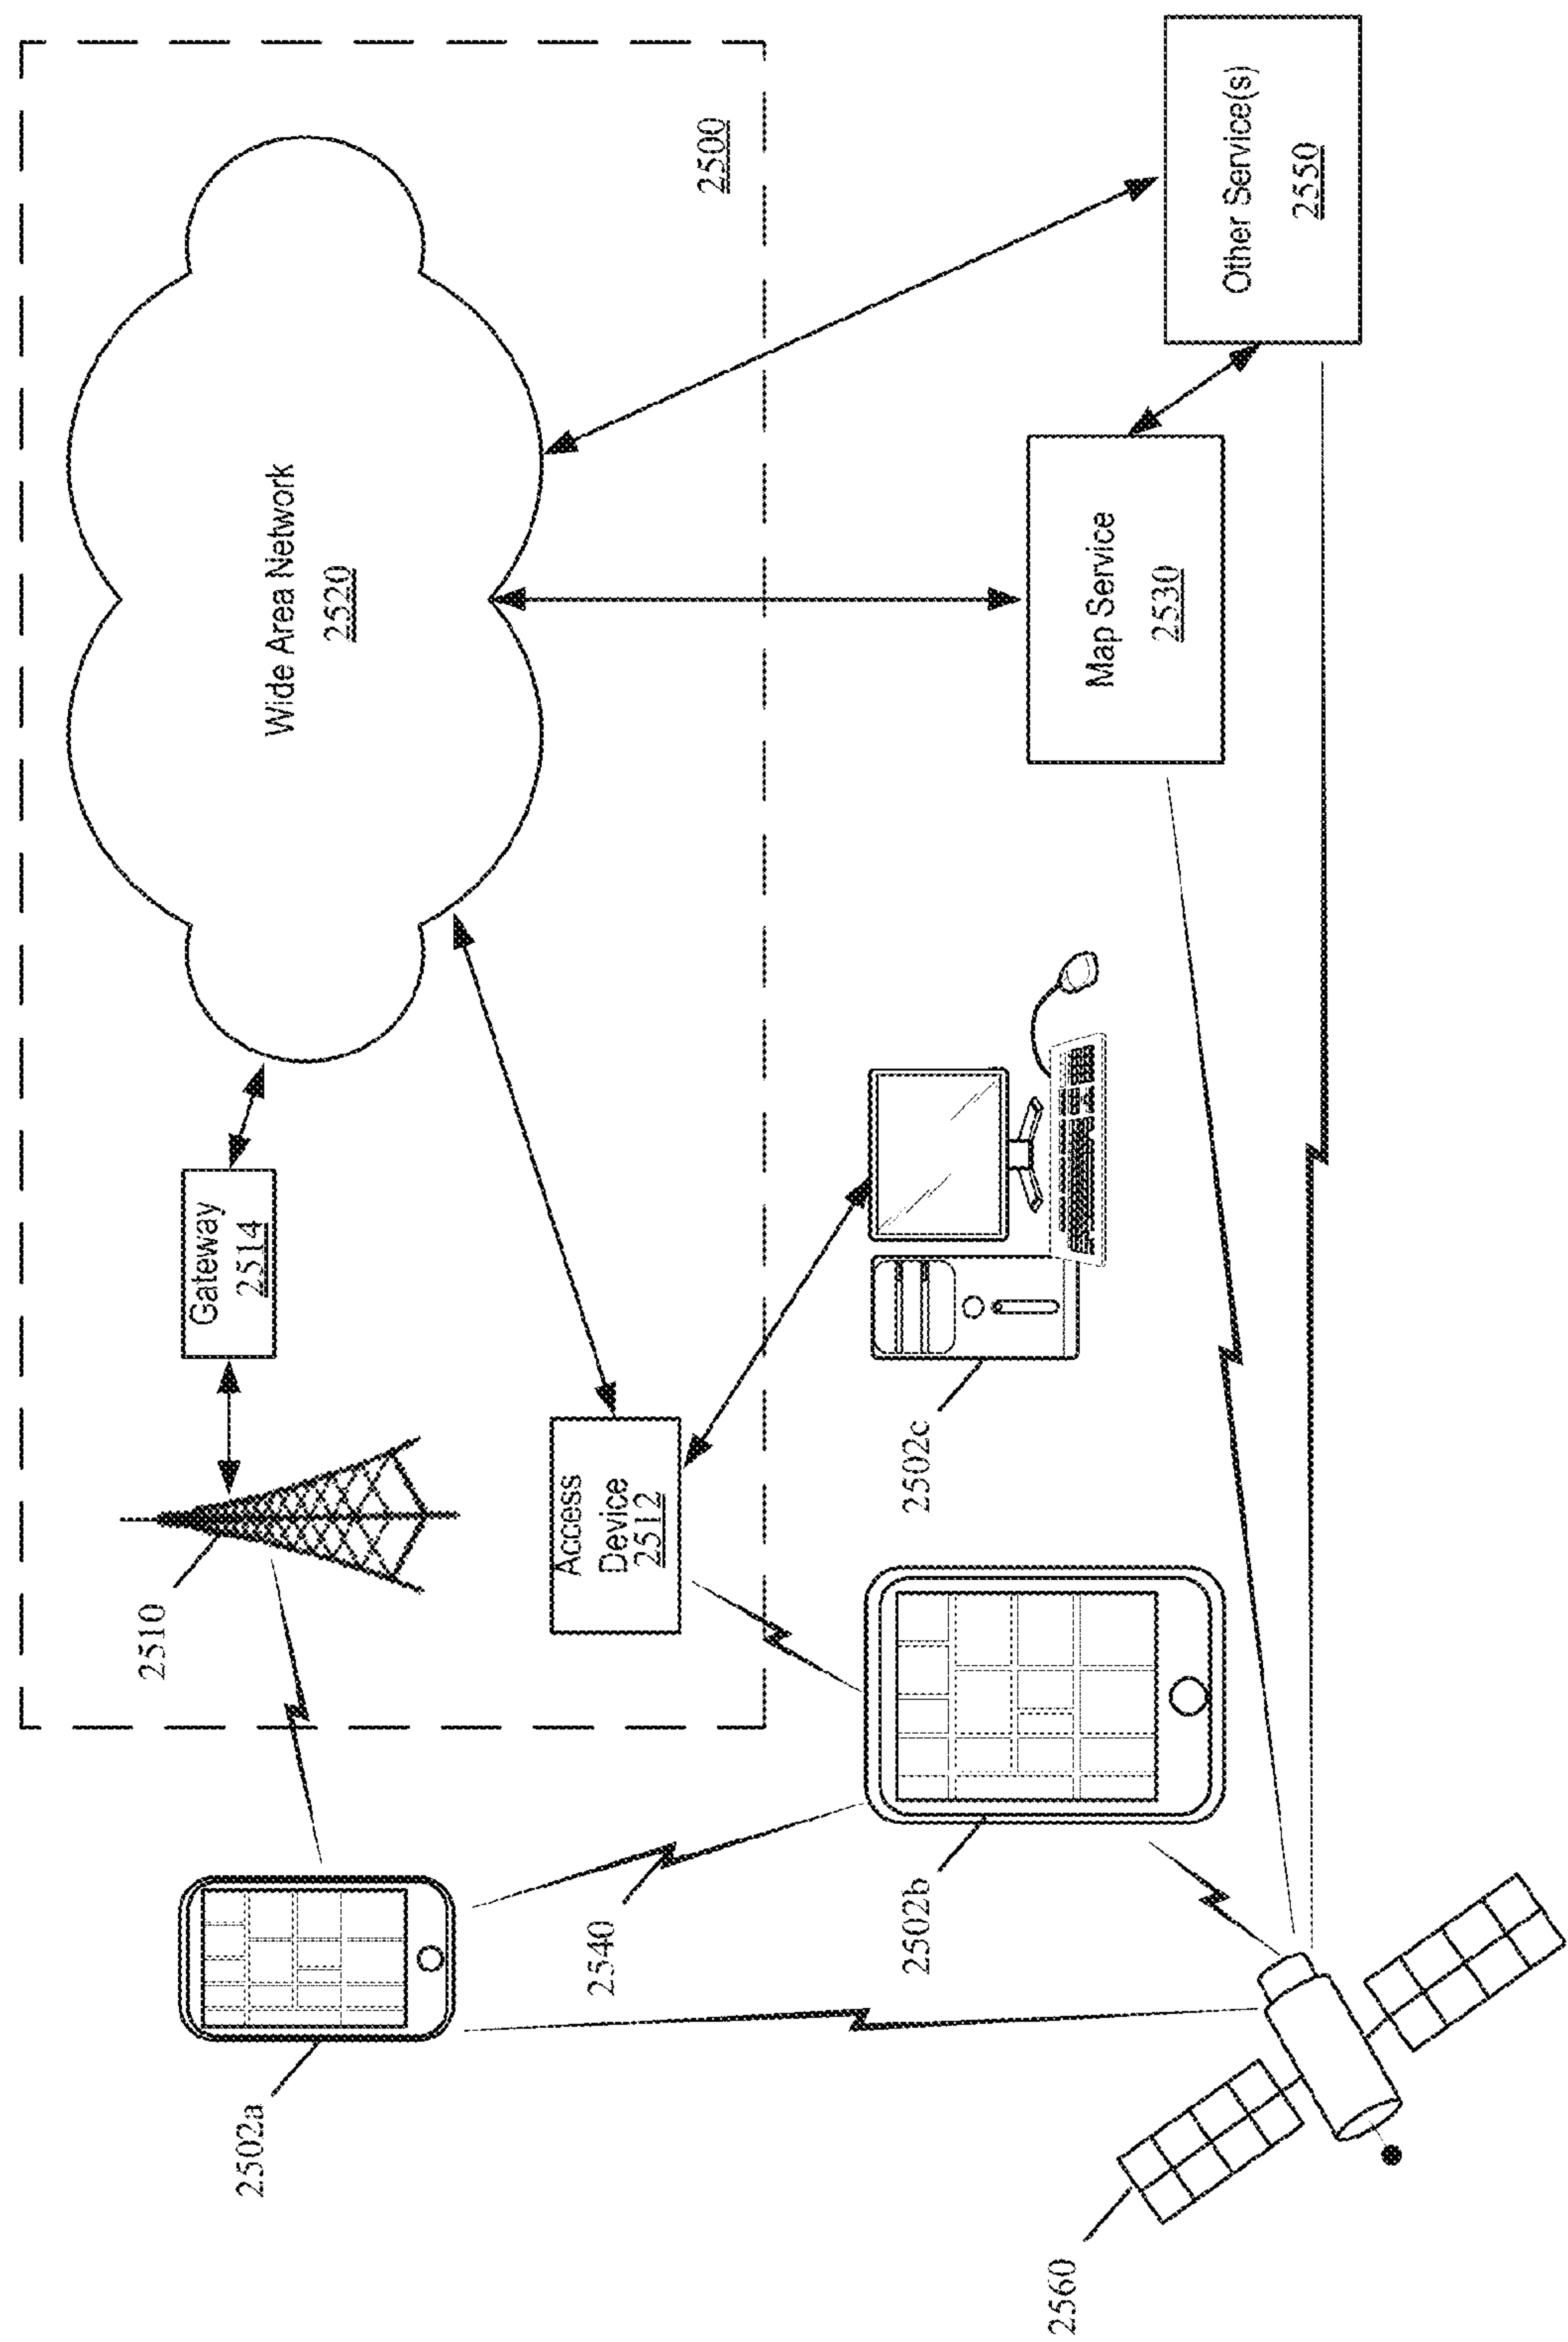 2510
Gateway
2514
Wide Area Network
2520
2502a
Access
Device
2512
2500
2540
2502b
2502c
Map Service
2530
Other Service(s)
2550
2560